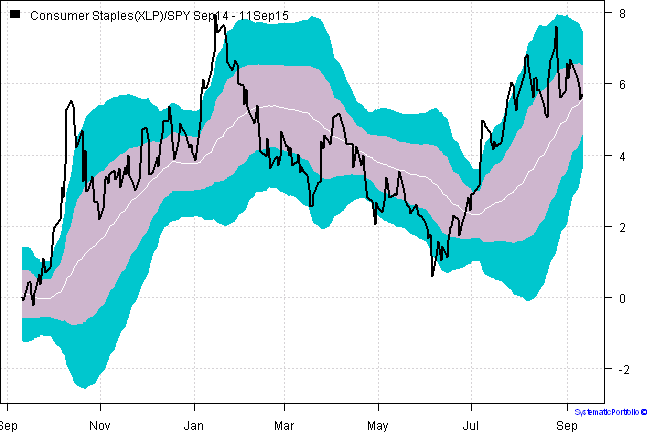 Consumer Staples(XLP)/SPY Sep14 - 11Sep15
8
6
4
2
0
-2
Sep Nov Jan Mar May Jul Sep
SystematicPortfolio ©